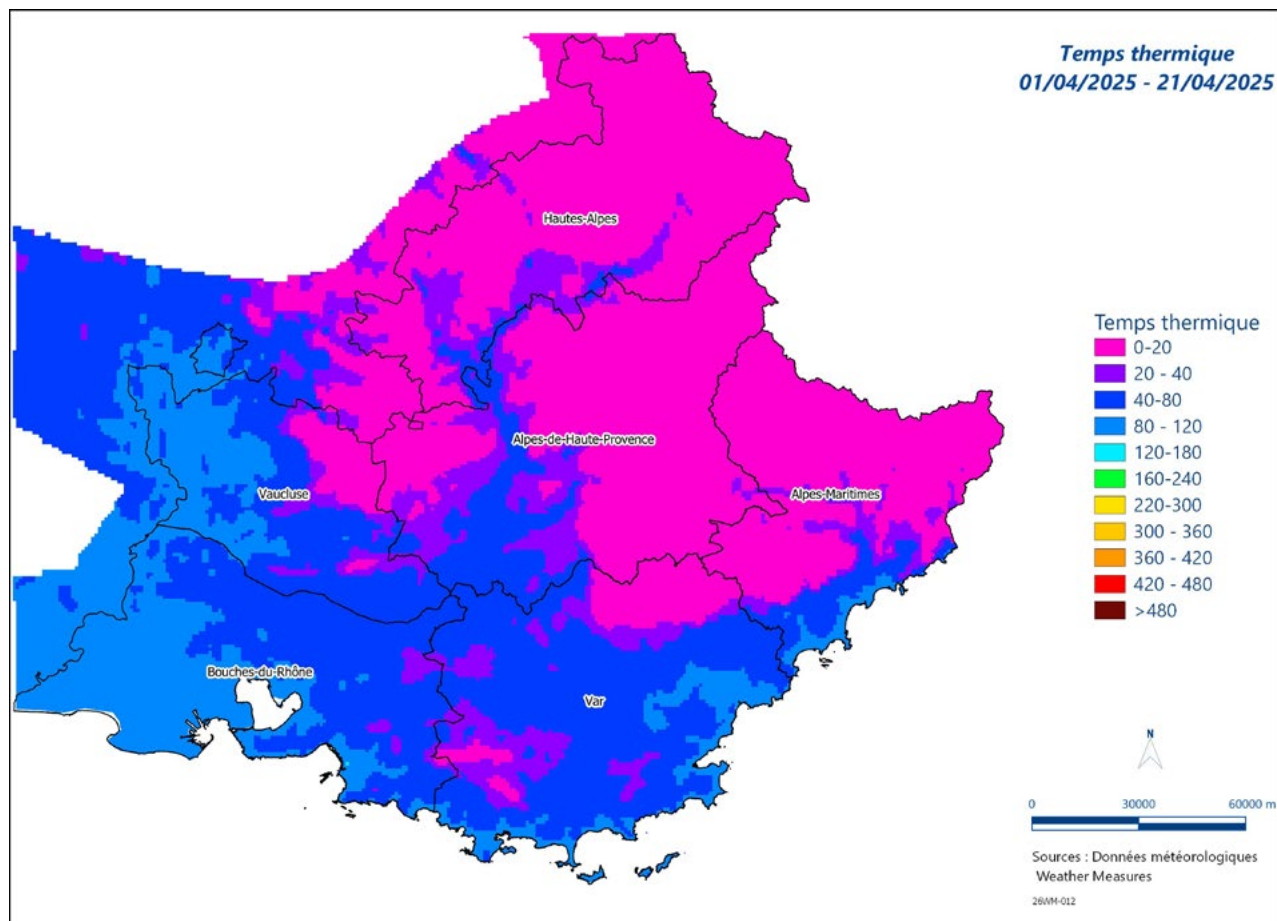 Temps thermique
01/04/2025 - 21/04/2025
Hautes-Alpes
Alpes-de-Haute-Provence
Vaucluse
Alpes-Maritimes
Bouches-du-Rhône
Var
Temps thermique
0-20
20 - 40
40-80
80 - 120
120-180
160-240
220-300
300 - 360
360 - 420
420 - 480
>480
N
0 30000 60000 m
Sources : Données météorologiques
Weather Measures
26WM-012